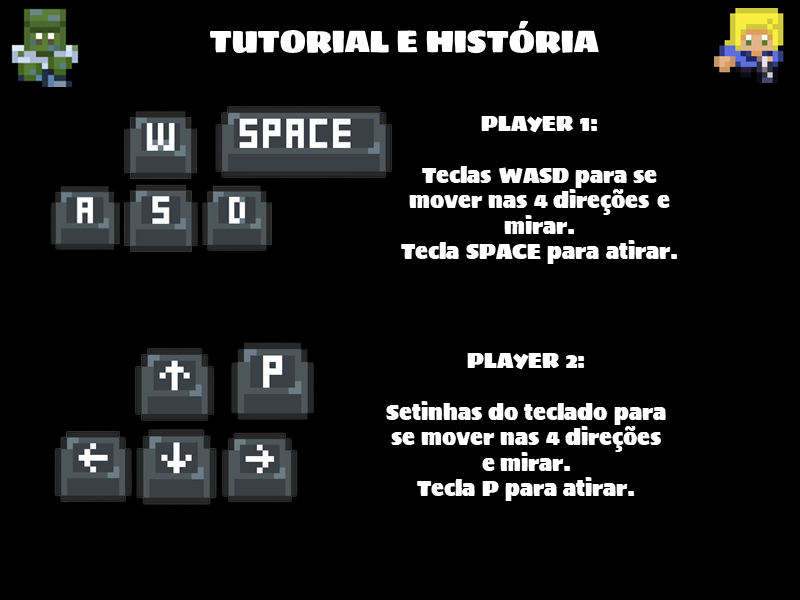 TUTORIAL E HISTÓRIA
W
SPACE
A
S
D
PLAYER 1:
Teclas WASD para se
mover nas 4 direções e
mirar.
Tecla SPACE para atirar.
↑
P
←
↓
→
PLAYER 2:
Setinhas do teclado para
se mover nas 4 direções
e mirar.
Tecla P para atirar.